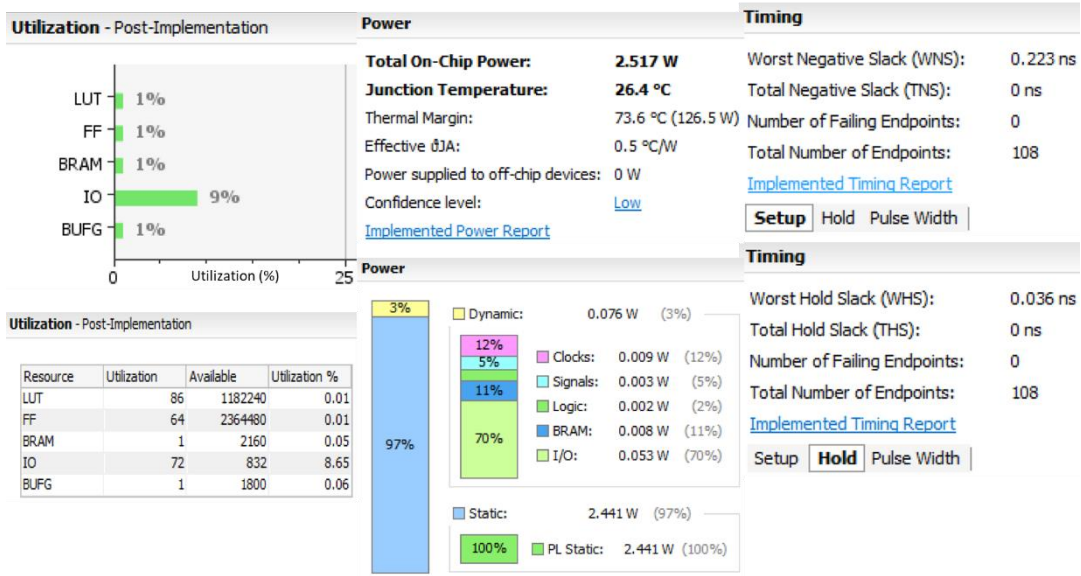 Utilization - Post-Implementation
LUT 1%
FF 1%
BRAM 1%
IO 9%
BUFG 1%
0 Utilization (%) 25
Utilization - Post-Implementation
Resource Utilization Available Utilization %
LUT 86 1182240 0.01
FF 64 2364480 0.01
BRAM 1 2160 0.05
IO 72 832 8.65
BUFG 1 1800 0.06
Power
Total On-Chip Power: 2.517 W
Junction Temperature: 26.4 °C
Thermal Margin: 73.6 °C (126.5 W)
Effective ϑJA: 0.5 °C/W
Power supplied to off-chip devices: 0 W
Confidence level: Low
Implemented Power Report
Power
3%
97%
Dynamic: 0.076 W (3%)
12%
5%
11%
70%
Clocks: 0.009 W (12%)
Signals: 0.003 W (5%)
Logic: 0.002 W (2%)
BRAM: 0.008 W (11%)
I/O: 0.053 W (70%)
Static: 2.441 W (97%)
100% PL Static: 2.441 W (100%)
Timing
Worst Negative Slack (WNS): 0.223 ns
Total Negative Slack (TNS): 0 ns
Number of Failing Endpoints: 0
Total Number of Endpoints: 108
Implemented Timing Report
Setup Hold Pulse Width
Timing
Worst Hold Slack (WHS): 0.036 ns
Total Hold Slack (THS): 0 ns
Number of Failing Endpoints: 0
Total Number of Endpoints: 108
Implemented Timing Report
Setup Hold Pulse Width